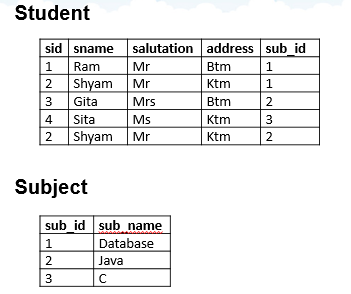 Student
sid sname salutation address sub_id
1 Ram Mr Btm 1
2 Shyam Mr Ktm 1
3 Gita Mrs Btm 2
4 Sita Ms Ktm 3
2 Shyam Mr Ktm 2
Subject
sub_id sub_name
1 Database
2 Java
3 C